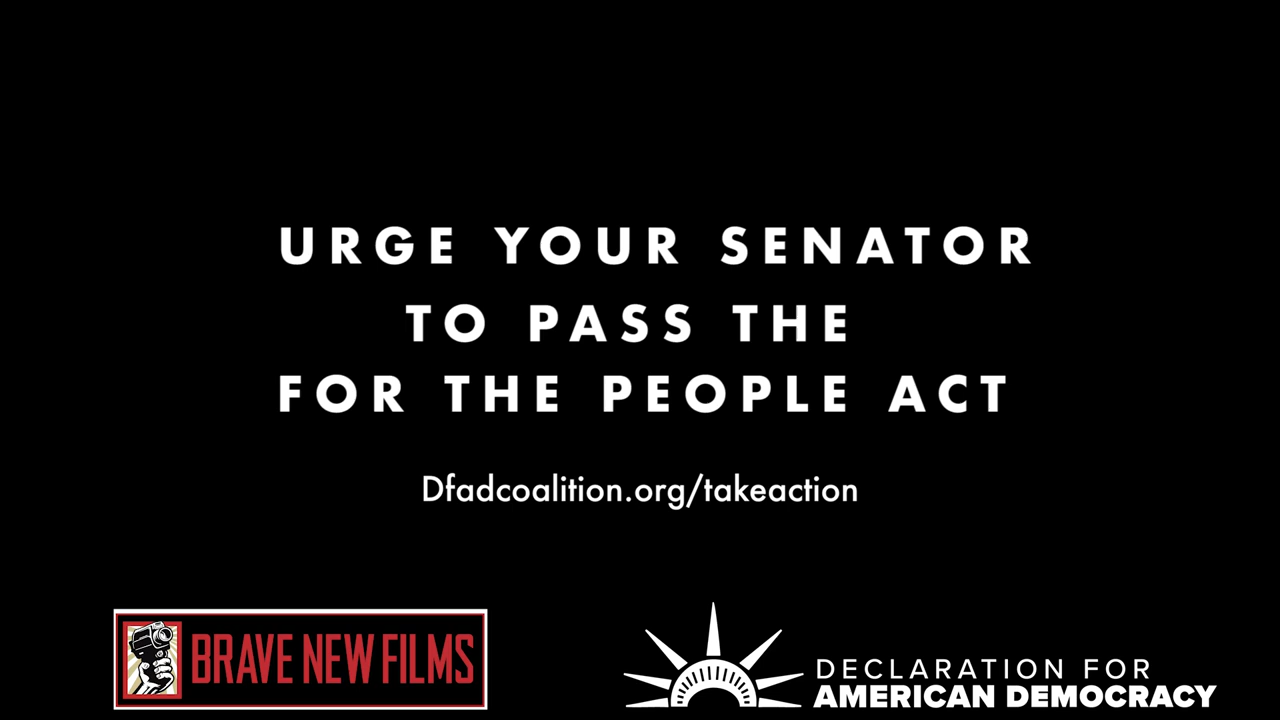 URGE YOUR SENATOR
TO PASS THE
FOR THE PEOPLE ACT
Dfadcoalition.org/takeaction
BRAVE NEW FILMS
DECLARATION FOR
AMERICAN DEMOCRACY